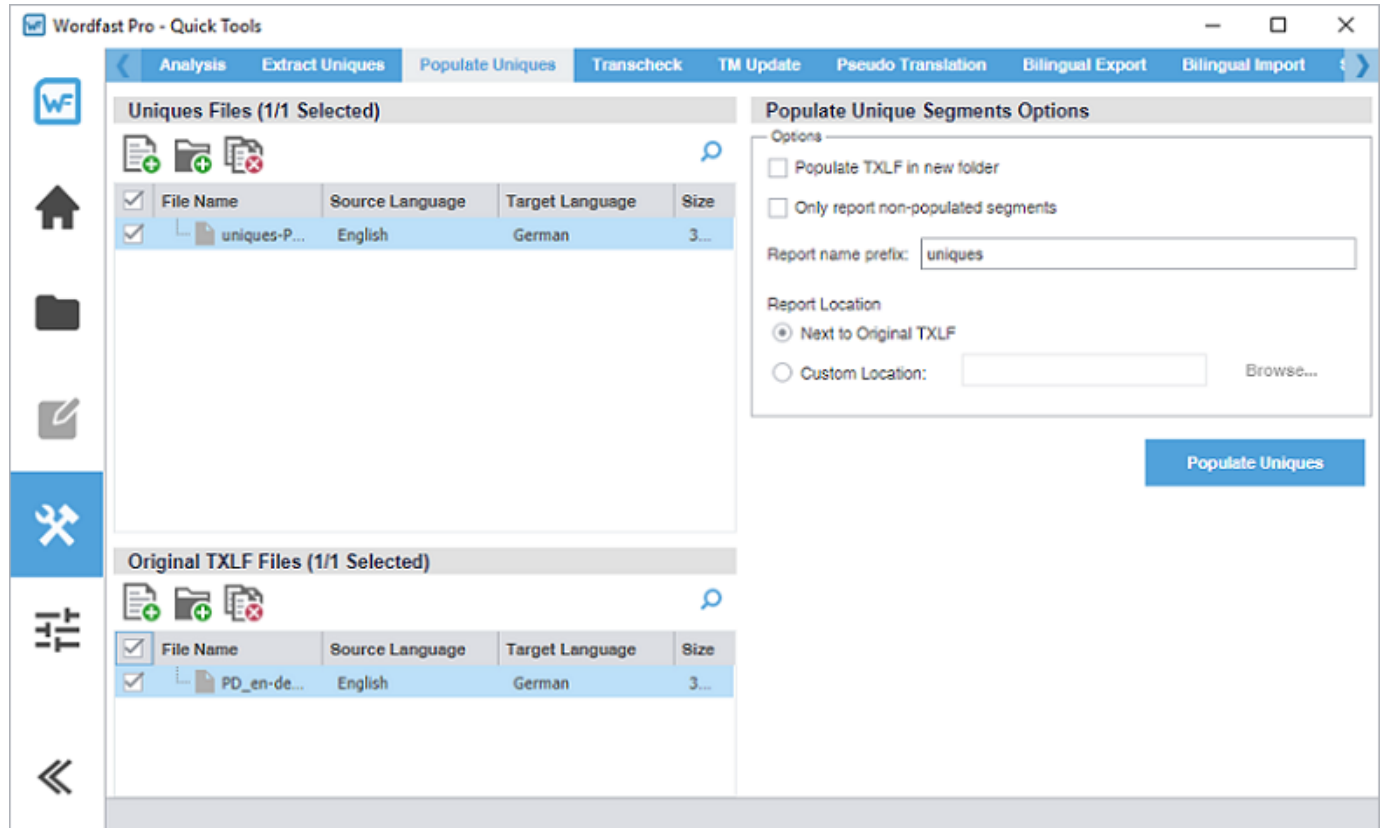 Wordfast Pro - Quick Tools
Analysis Extract Uniques Populate Uniques Transcheck TM Update Pseudo Translation Bilingual Export Bilingual Import
WF
Uniques Files (1/1 Selected)
File Name Source Language Target Language Size
uniques-P... English German 3...
Original TXLF Files (1/1 Selected)
File Name Source Language Target Language Size
PD_en-de... English German 3...
Populate Unique Segments Options
Options
Populate TXLF in new folder
Only report non-populated segments
Report name prefix: uniques
Report Location
Next to Original TXLF
Custom Location: Browse...
Populate Uniques